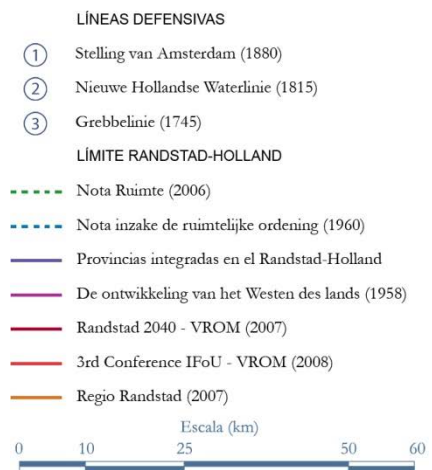 LÍNEAS DEFENSIVAS
1 Stelling van Amsterdam (1880)
2 Nieuwe Hollandse Waterlinie (1815)
3 Grebbelinie (1745)
LÍMITE RANDSTAD-HOLLAND
Nota Ruimte (2006)
Nota inzake de ruimtelijke ordening (1960)
Provincias integradas en el Randstad-Holland
De ontwikkeling van het Westen des lands (1958)
Randstad 2040 - VROM (2007)
3rd Conference IFoU - VROM (2008)
Regio Randstad (2007)
Escala (km)
0 10 25 50 60